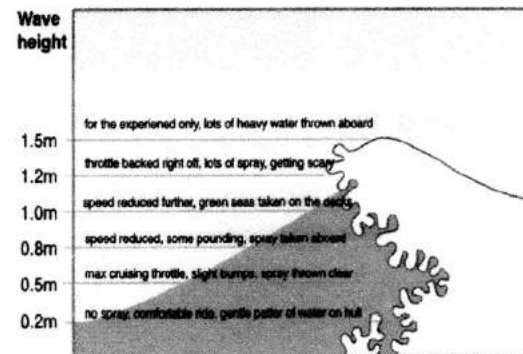 Wave
height
for the experiened only, lots of heavy water thrown aboard
1.5m
throttle backed right off, lots of spray, getting scary
1.2m
speed reduced further, green seas taken on the decks
1.0m
speed reduced, some pounding, spray taken aboard
0.8m
max cruising throttle, slight bumps, spray thrown clear
0.5m
no spray, comfortable ride, gentle patter of water on hull
0.2m